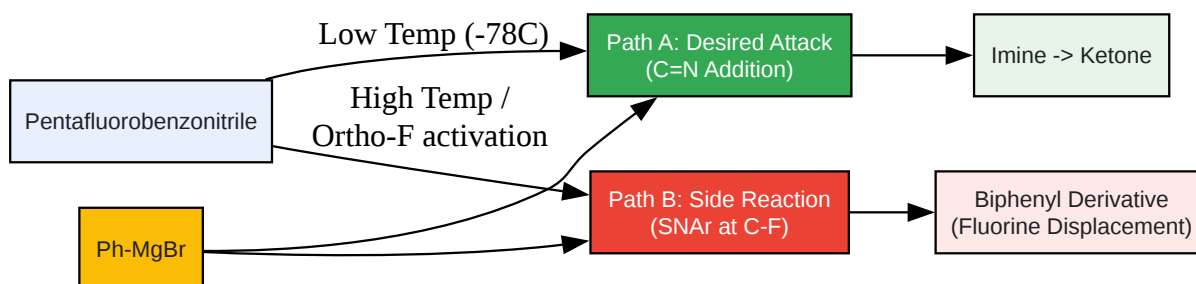 Low Temp (-78C)
Path A: Desired Attack
(C=N Addition)
Imine -> Ketone
Pentafluorobenzonitrile
High Temp /
Ortho-F activation
Path B: Side Reaction
(SNAr at C-F)
Biphenyl Derivative
(Fluorine Displacement)
Ph-MgBr